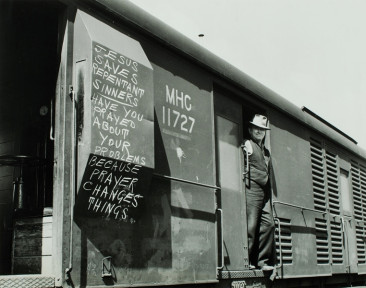 JESUS
SAVES
REPENTANT
SINNERS
HAVE YOU
PRAYED
ABOUT
YOUR
PROBLEMS
BECAUSE
PRAYER
CHANGES
THINGS.
MHC
11727